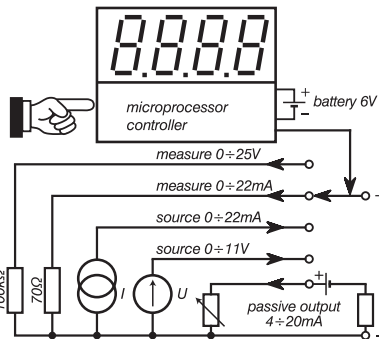 8.8.8.8
microprocessor
controller
+
battery 6V
–
measure 0÷25V
measure 0÷22mA
source 0÷22mA
source 0÷11V
70Ω
I
U
+
passive output
4÷20mA